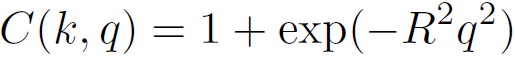 C(k, q) = 1 + exp(−R²q²)